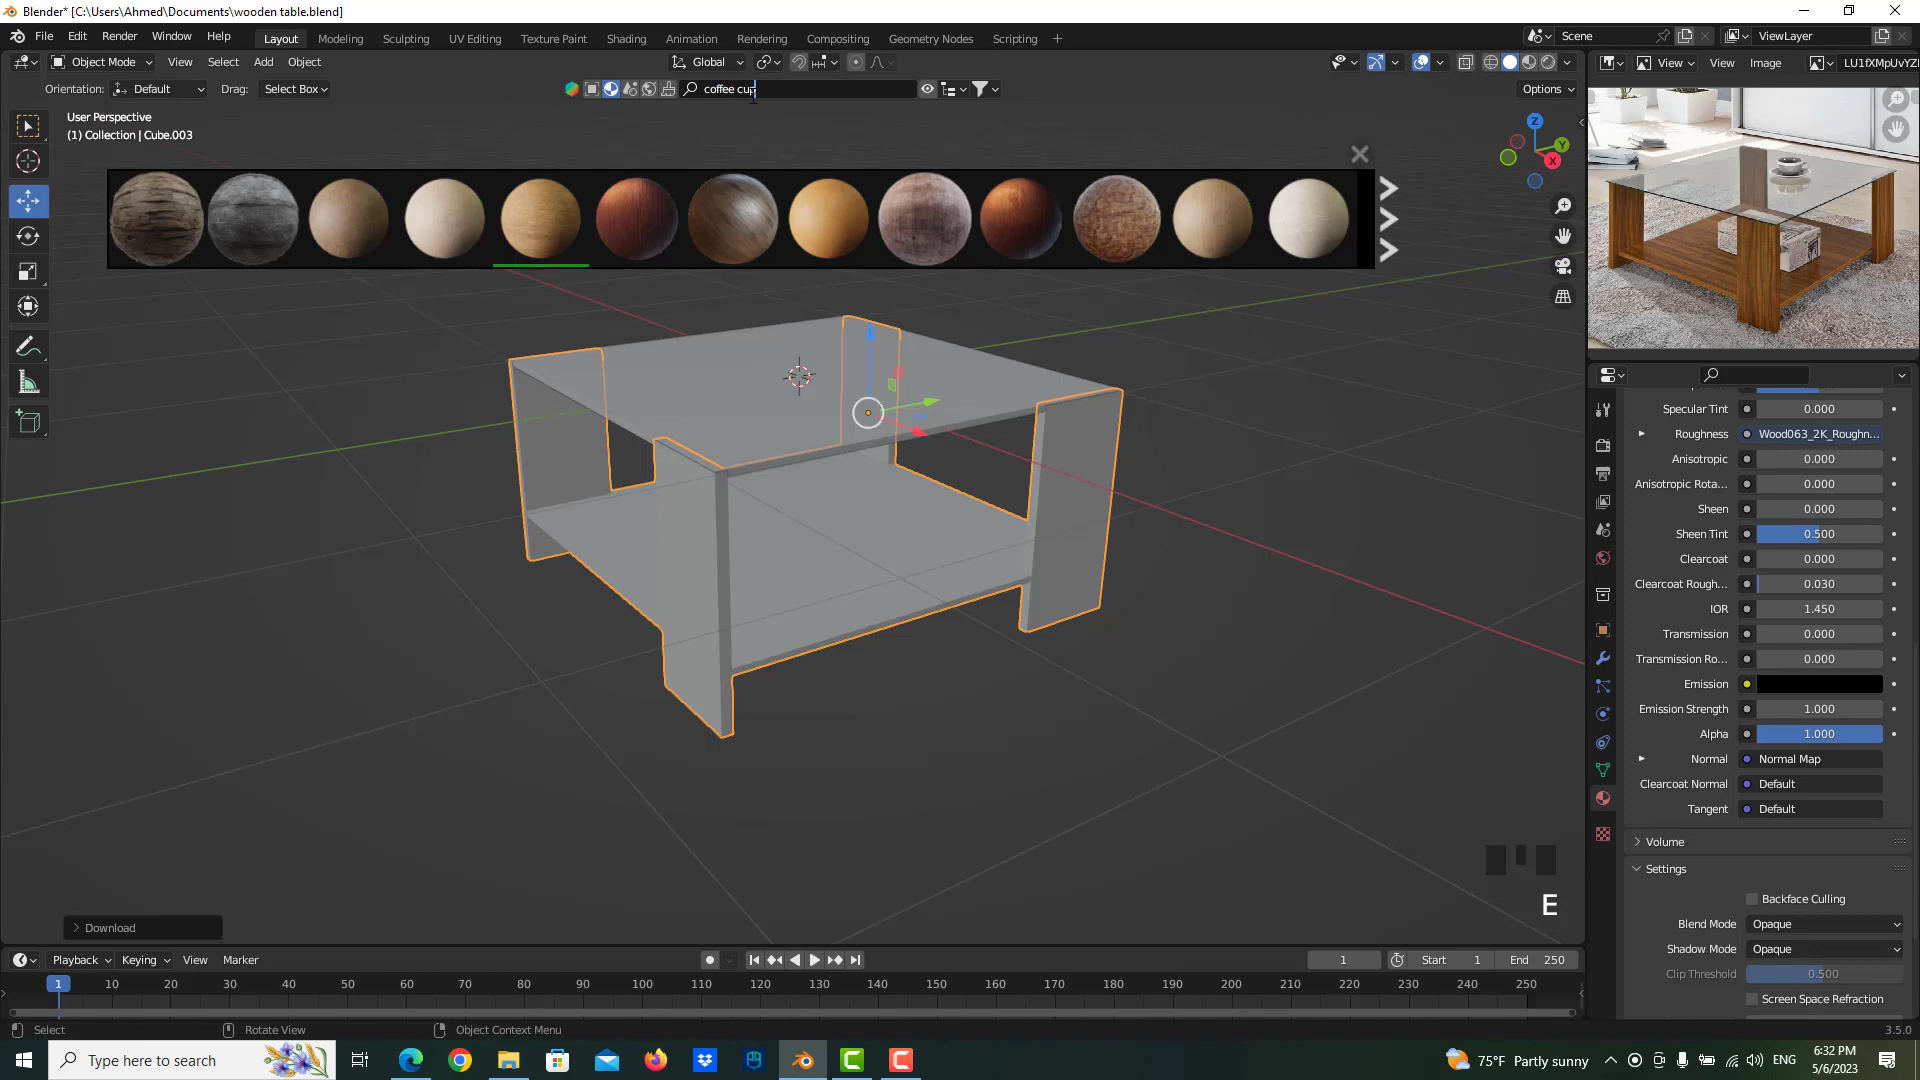 Blender* [C:\Users\Ahmed\Documents\wooden table.blend]
File Edit Render Window Help
Layout Modeling Sculpting UV Editing Texture Paint Shading Animation Rendering Compositing Geometry Nodes Scripting +
Scene ViewLayer
Object Mode View Select Add Object Global
View View Image LU1fXMpUvYZI
Orientation: Default Drag: Select Box
coffee cup
Options
User Perspective
(1) Collection | Cube.003
Z
Y
X
Specular Tint 0.000
Roughness Wood063_2K_Roughn...
Anisotropic 0.000
Anisotropic Rota... 0.000
Sheen 0.000
Sheen Tint 0.500
Clearcoat 0.000
Clearcoat Rough... 0.030
IOR 1.450
Transmission 0.000
Transmission Ro... 0.000
Emission
Emission Strength 1.000
Alpha 1.000
Normal Normal Map
Clearcoat Normal Default
Tangent Default
Volume
Settings
Backface Culling
Blend Mode Opaque
Shadow Mode Opaque
Clip Threshold 0.500
Screen Space Refraction
E
Download
Playback Keying View Marker
1 Start 1 End 250
1 10 20 30 40 50 60 70 80 90 100 110 120 130 140 150 160 170 180 190 200 210 220 230 240 250
Select Rotate View Object Context Menu
3.5.0
Type here to search
75°F Partly sunny
ENG
6:32 PM
5/6/2023